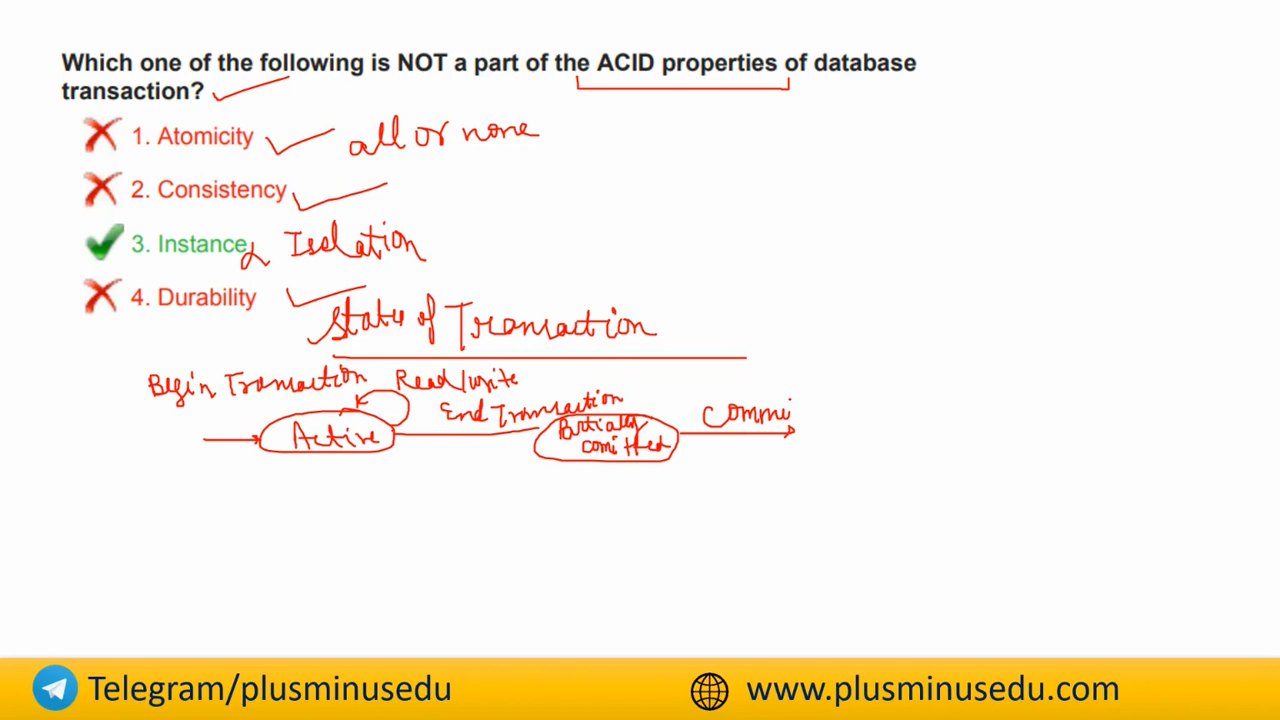 Which one of the following is NOT a part of the ACID properties of database
transaction?
1. Atomicity all or none
2. Consistency
3. Instance Isolation
4. Durability
State of Transaction
Begin Transaction Read/write
End Transaction
Active
Partially
comitted
Commi
Telegram/plusminusedu www.plusminusedu.com